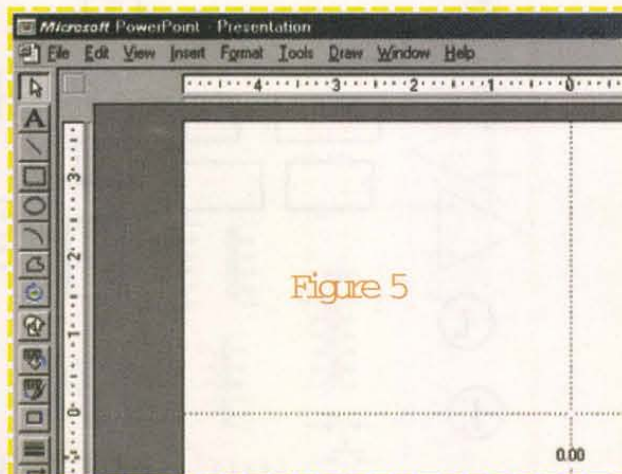 Microsoft PowerPoint - Presentation
File Edit View Insert Format Tools Draw Window Help
4 3 2 1 0
A
3
2
1
0
Figure 5
0.00